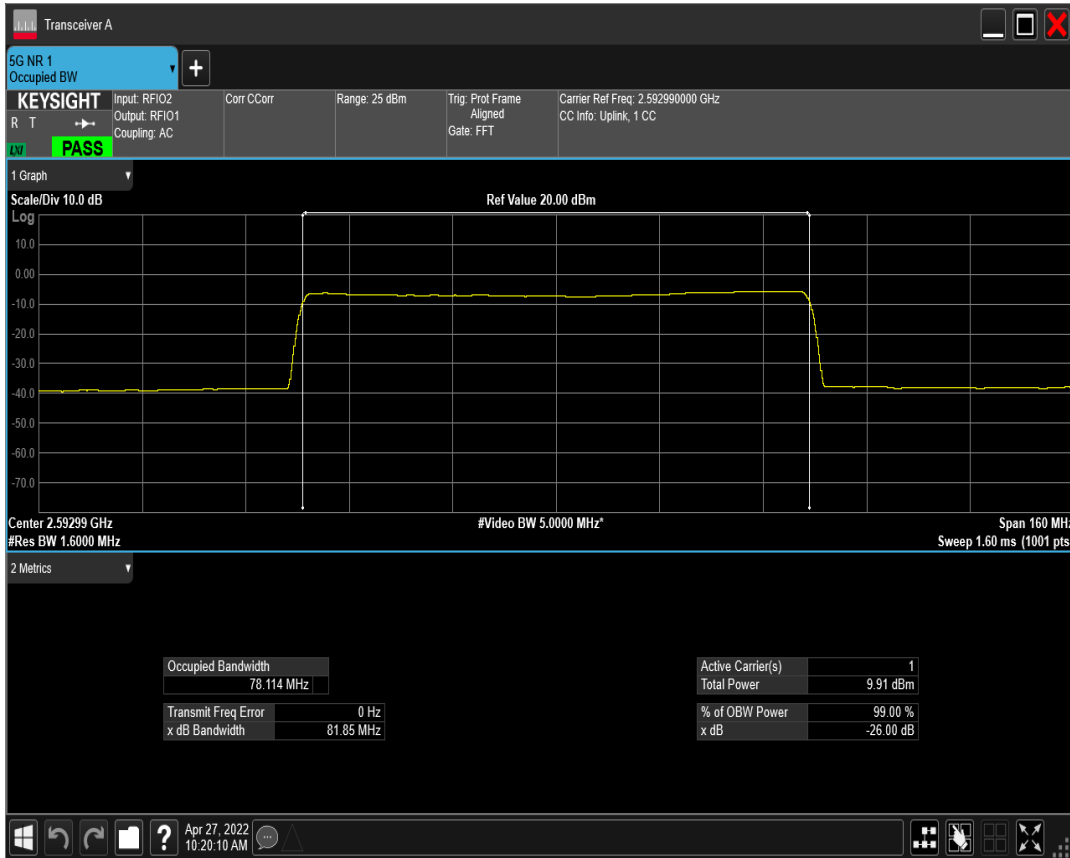 Transceiver A
5G NR 1
Occupied BW
+
KEYSIGHT
R T
LXI
PASS
Input: RFIO2
Output: RFIO1
Coupling: AC
Corr CCorr
Range: 25 dBm
Trig: Prot Frame
Aligned
Gate: FFT
Carrier Ref Freq: 2.592990000 GHz
CC Info: Uplink, 1 CC
1 Graph
Scale/Div 10.0 dB
Ref Value 20.00 dBm
Log
10.0
0.00
-10.0
-20.0
-30.0
-40.0
-50.0
-60.0
-70.0
Center 2.59299 GHz
#Video BW 5.0000 MHz*
Span 160 MHz
#Res BW 1.6000 MHz
Sweep 1.60 ms (1001 pts
2 Metrics
Occupied Bandwidth
78.114 MHz
Transmit Freq Error 0 Hz
x dB Bandwidth 81.85 MHz
Active Carrier(s) 1
Total Power 9.91 dBm
% of OBW Power 99.00 %
x dB -26.00 dB
?
Apr 27, 2022
10:20:10 AM